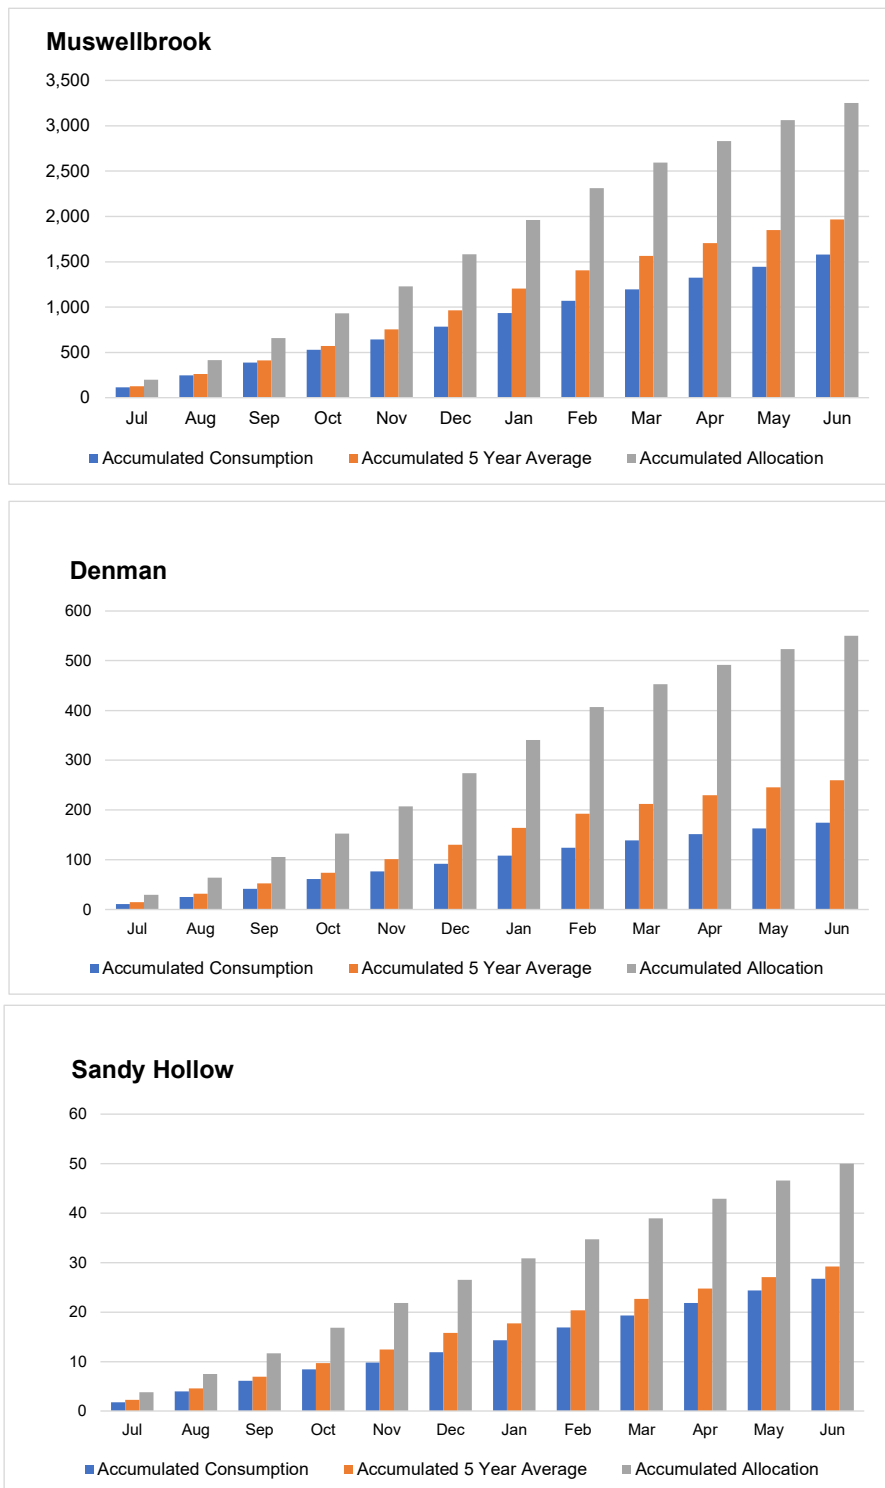 Muswellbrook
3,500
3,000
2,500
2,000
1,500
1,000
500
0
Jul Aug Sep Oct Nov Dec Jan Feb Mar Apr May Jun
Accumulated Consumption Accumulated 5 Year Average Accumulated Allocation
Denman
600
500
400
300
200
100
0
Jul Aug Sep Oct Nov Dec Jan Feb Mar Apr May Jun
Accumulated Consumption Accumulated 5 Year Average Accumulated Allocation
Sandy Hollow
60
50
40
30
20
10
0
Jul Aug Sep Oct Nov Dec Jan Feb Mar Apr May Jun
Accumulated Consumption Accumulated 5 Year Average Accumulated Allocation